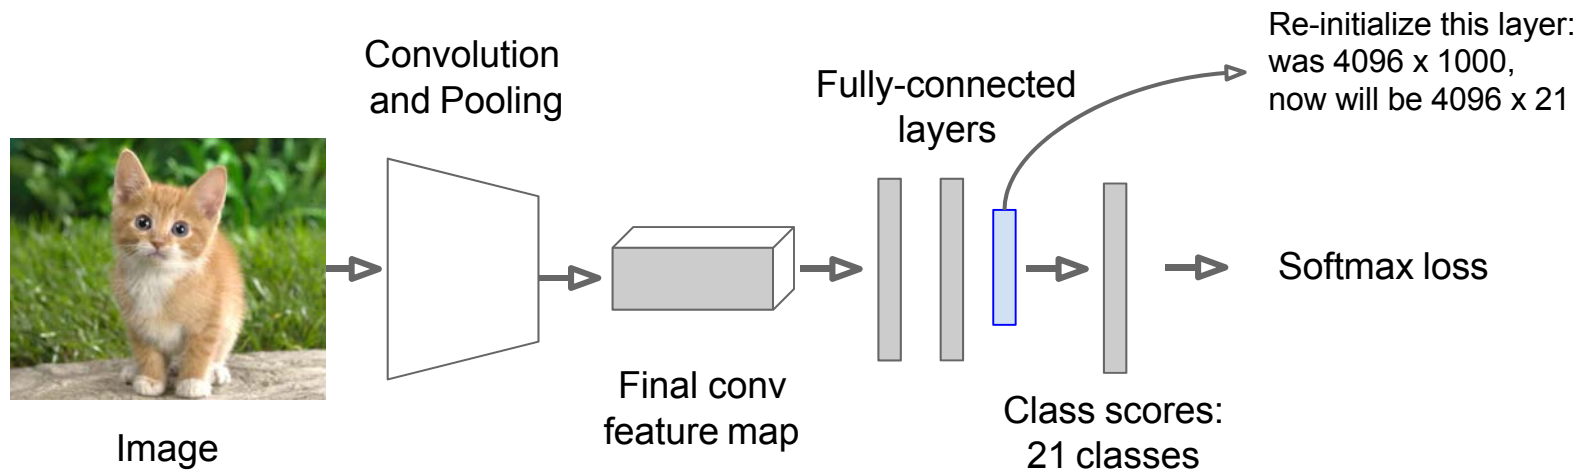 Convolution
and Pooling
Fully-connected
layers
Re-initialize this layer:
was 4096 x 1000,
now will be 4096 x 21
Softmax loss
Final conv
feature map
Class scores:
21 classes
Image